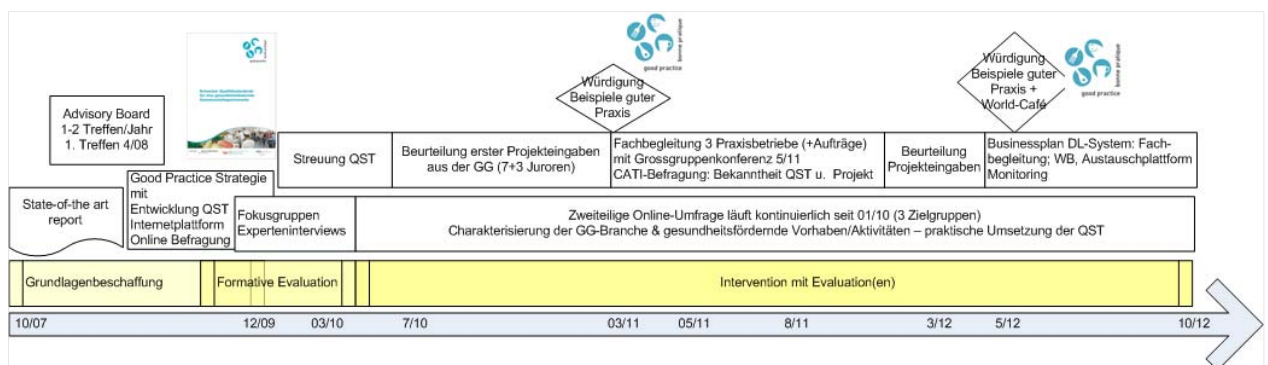 Advisory Board
1-2 Treffen/Jahr
1. Treffen 4/08
State-of-the art
report
Good Practice Strategie
mit
Entwicklung QST
Internetplattform
Online Befragung
Streuung QST
Fokusgruppen
Experteninterviews
Beurteilung erster Projekteingaben
aus der GG (7+3 Juroren)
good practice
bonne pratique
Würdigung
Beispiele guter
Praxis
Fachbegleitung 3 Praxisbetriebe (+Aufträge)
mit Grossgruppenkonferenz 5/11
CATI-Befragung: Bekanntheit QST u. Projekt
Beurteilung
Projekteingaben
Würdigung
Beispiele guter
Praxis +
World-Café
good practice
bonne pratique
Businessplan DL-System: Fach-
begleitung; WB, Austauschplattform
Monitoring
Zweiteilige Online-Umfrage läuft kontinuierlich seit 01/10 (3 Zielgruppen)
Charakterisierung der GG-Branche & gesundheitsfördernde Vorhaben/Aktivitäten – praktische Umsetzung der QST
Grundlagenbeschaffung
Formative Evaluation
Intervention mit Evaluation(en)
10/07
12/09
03/10
7/10
03/11
05/11
8/11
3/12
5/12
10/12